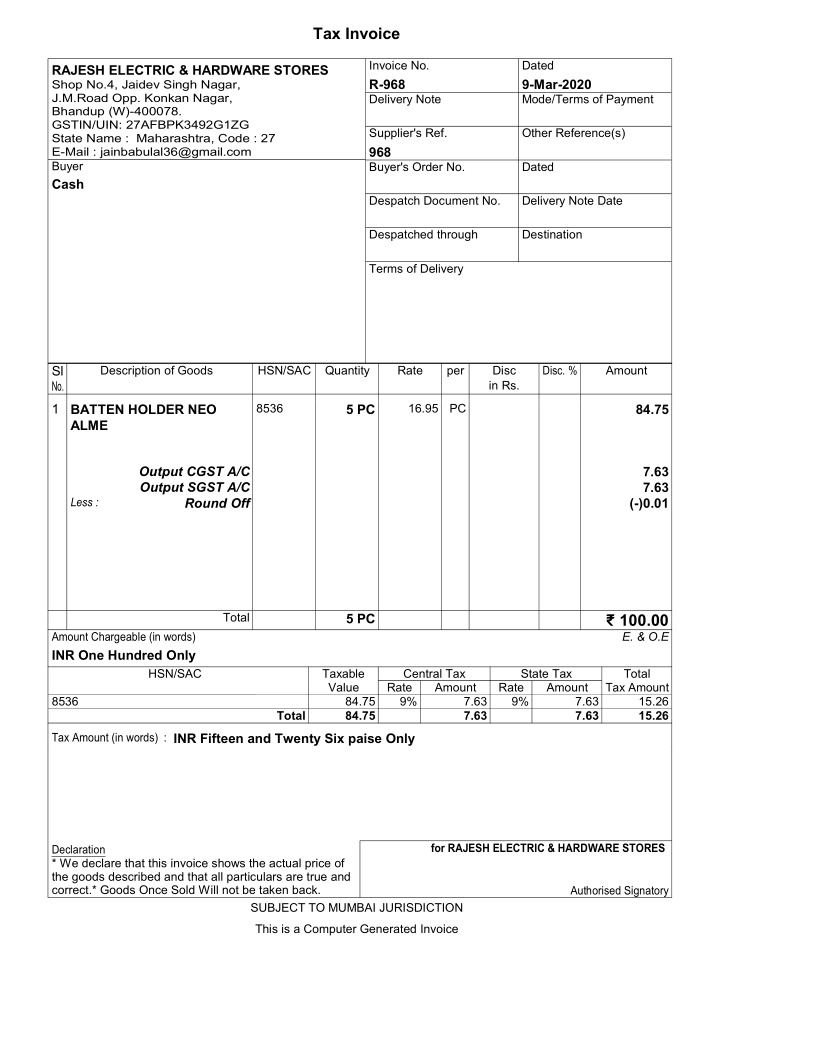 Tax Invoice
RAJESH ELECTRIC & HARDWARE STORES
Shop No.4, Jaidev Singh Nagar,
J.M.Road Opp. Konkan Nagar,
Bhandup (W)-400078.
GSTIN/UIN: 27AFBPK3492G1ZG
State Name : Maharashtra, Code : 27
E-Mail : jainbabulal36@gmail.com
Invoice No. Dated
R-968 9-Mar-2020
Delivery Note Mode/Terms of Payment
Supplier's Ref. Other Reference(s)
968
Buyer
Cash
Buyer's Order No. Dated
Despatch Document No. Delivery Note Date
Despatched through Destination
Terms of Delivery
Sl No. Description of Goods HSN/SAC Quantity Rate per Disc in Rs. Disc. % Amount
1 BATTEN HOLDER NEO 8536 5 PC 16.95 PC 84.75
ALME
Output CGST A/C 7.63
Output SGST A/C 7.63
Less : Round Off (-)0.01
Total 5 PC ₹ 100.00
Amount Chargeable (in words) E. & O.E
INR One Hundred Only
HSN/SAC Taxable Central Tax State Tax Total
Value Rate Amount Rate Amount Tax Amount
8536 84.75 9% 7.63 9% 7.63 15.26
Total 84.75 7.63 7.63 15.26
Tax Amount (in words) : INR Fifteen and Twenty Six paise Only
Declaration
* We declare that this invoice shows the actual price of
the goods described and that all particulars are true and
correct.* Goods Once Sold Will not be taken back.
for RAJESH ELECTRIC & HARDWARE STORES
Authorised Signatory
SUBJECT TO MUMBAI JURISDICTION
This is a Computer Generated Invoice